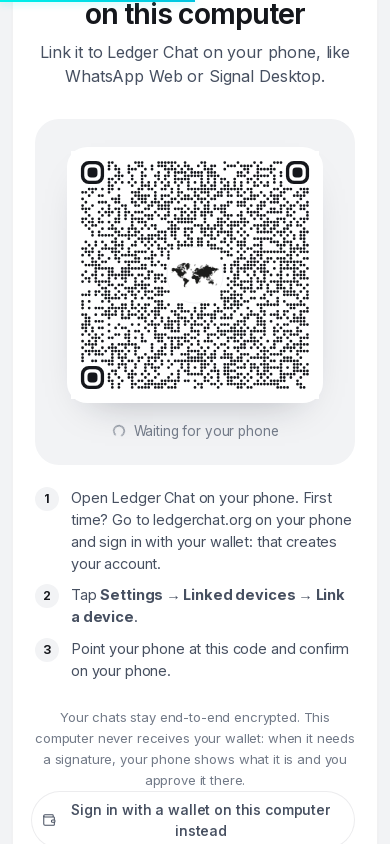 on this computer
Link it to Ledger Chat on your phone, like
WhatsApp Web or Signal Desktop.
Waiting for your phone
1 Open Ledger Chat on your phone. First
time? Go to ledgerchat.org on your phone
and sign in with your wallet: that creates
your account.
2 Tap Settings → Linked devices → Link
a device.
3 Point your phone at this code and confirm
on your phone.
Your chats stay end-to-end encrypted. This
computer never receives your wallet: when it needs
a signature, your phone shows what it is and you
approve it there.
Sign in with a wallet on this computer
instead